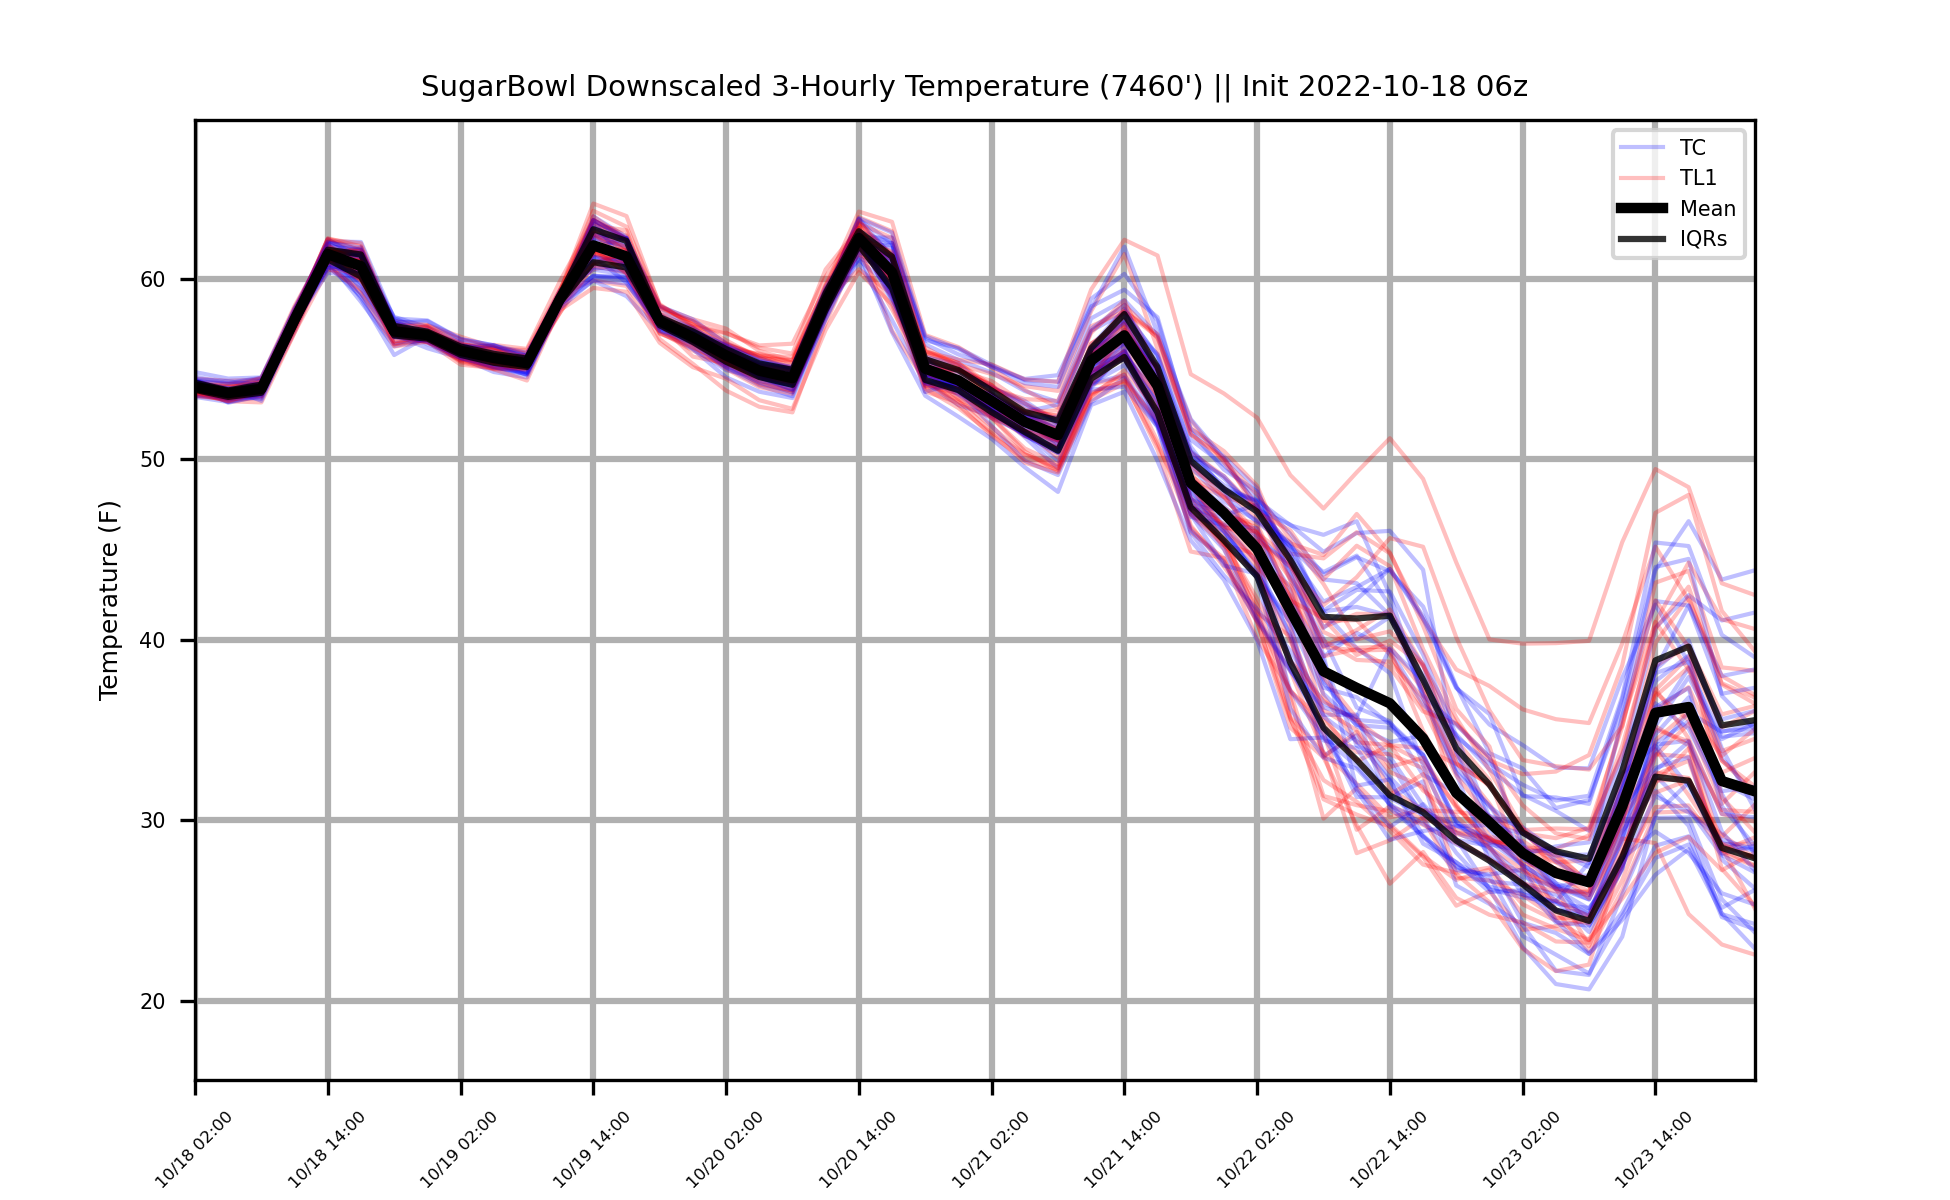 SugarBowl Downscaled 3-Hourly Temperature (7460') || Init 2022-10-18 06z
TC
TL1
Mean
IQRs
Temperature (F)
60
50
40
30
20
10/18 02:00
10/18 14:00
10/19 02:00
10/19 14:00
10/20 02:00
10/20 14:00
10/21 02:00
10/21 14:00
10/22 02:00
10/22 14:00
10/23 02:00
10/23 14:00